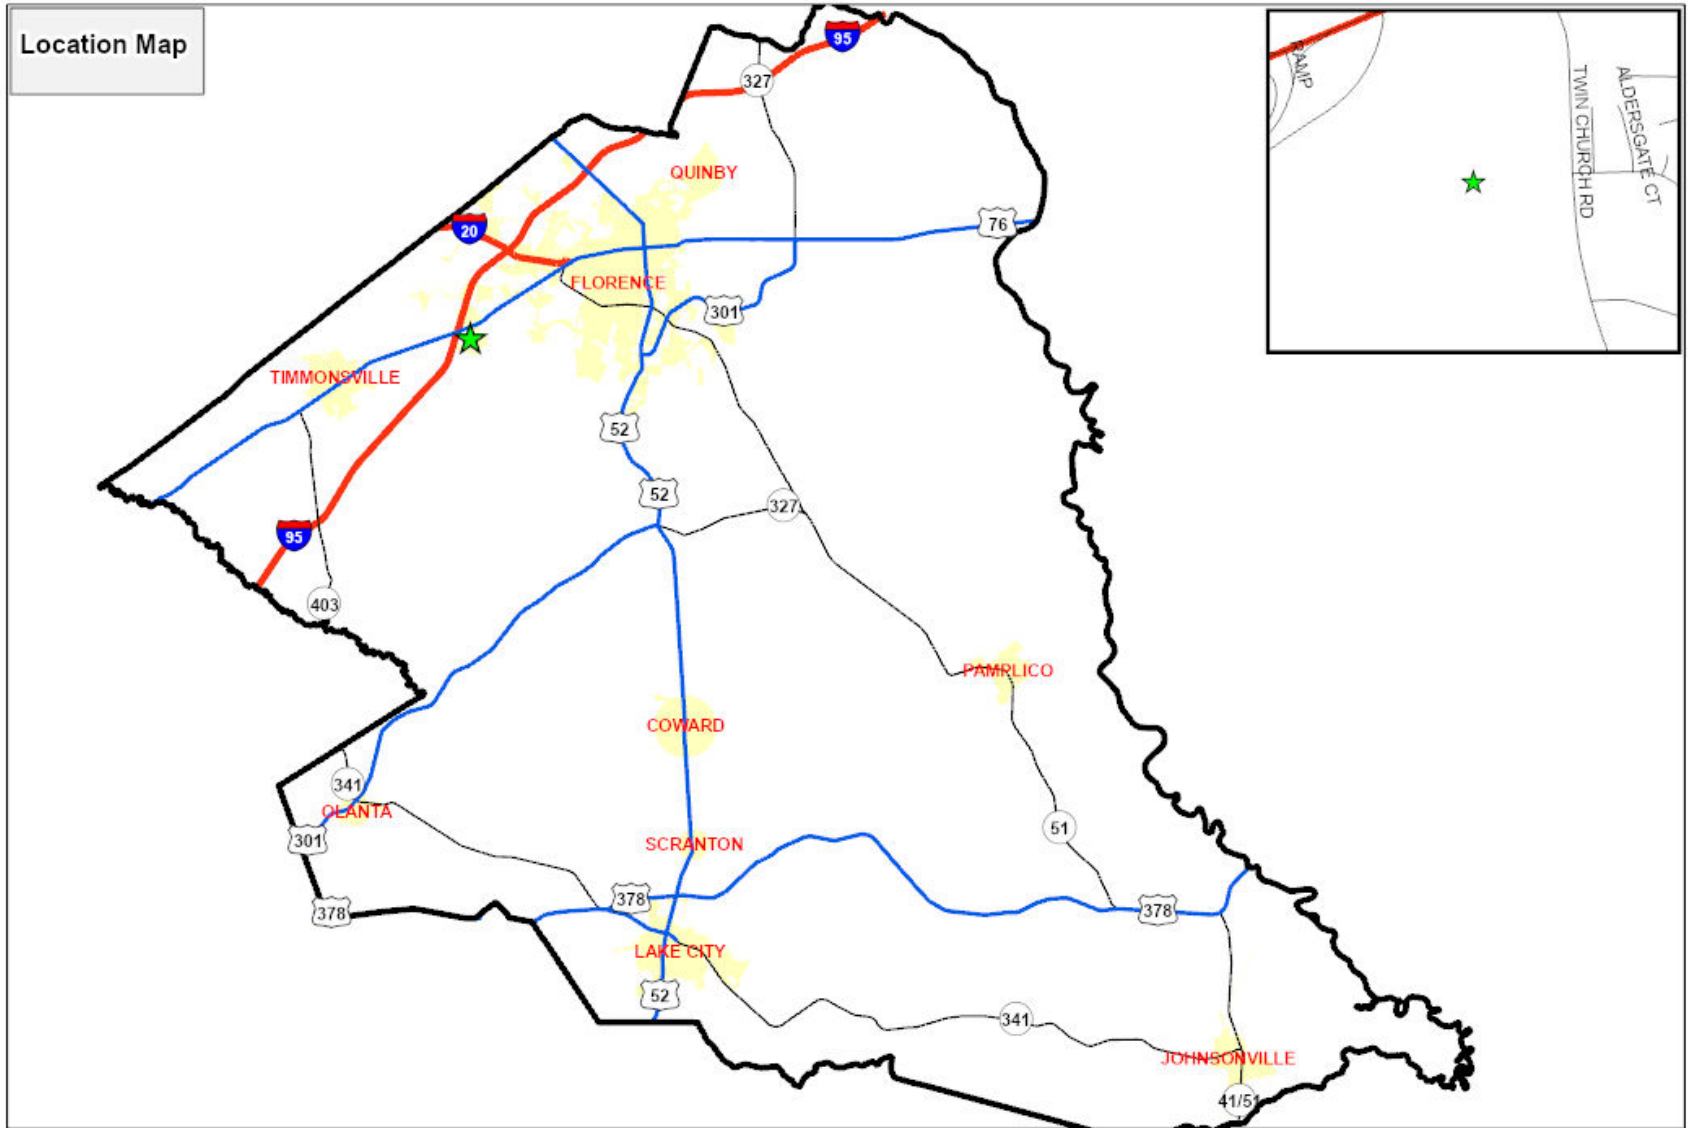 Location Map
95
327
QUINBY
20
76
FLORENCE
301
TIMMONSVILLE
52
52
327
95
403
PAMPLICO
COWARD
341
OLANTA
301
51
SCRANTON
378
378
378
LAKE CITY
52
341
JOHNSONVILLE
41/51
RAMP
TWIN CHURCH RD
ALDERSGATE CT